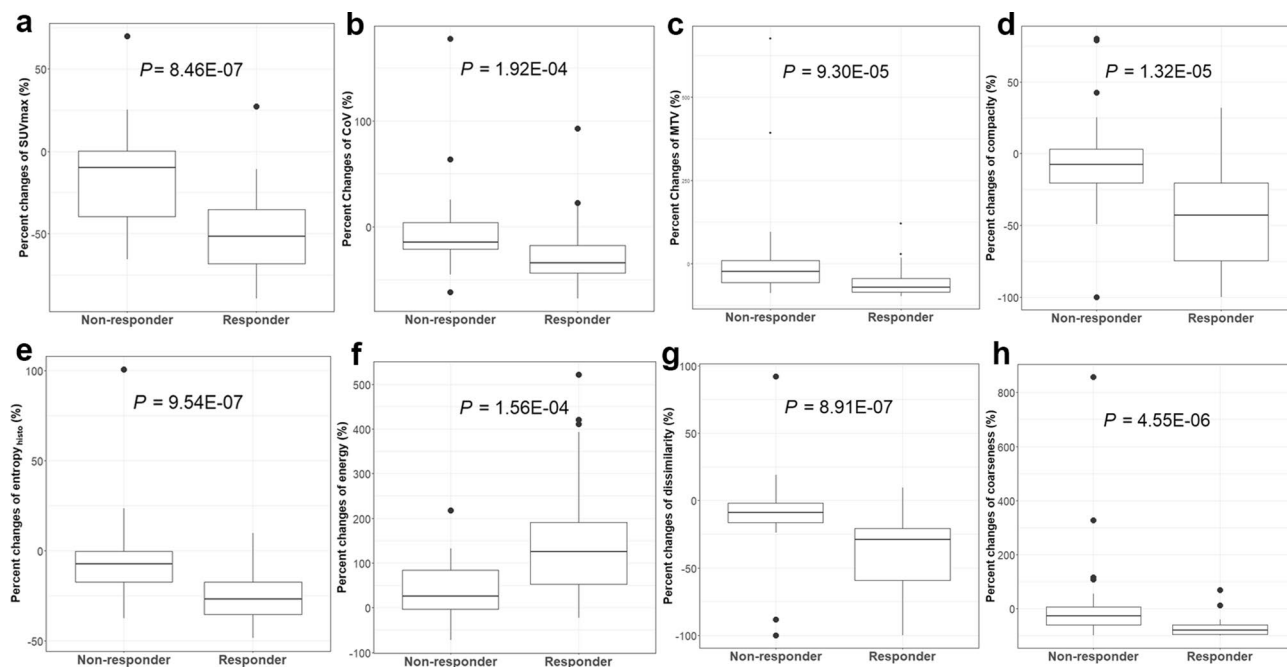 a
Percent changes of SUVmax (%)
50
0
-50
P= 8.46E-07
Non-responder Responder
b
Percent Changes of CoV (%)
100
0
P = 1.92E-04
Non-responder Responder
c
Percent Changes of MTV (%)
0
P = 9.30E-05
Non-responder Responder
d
Percent changes of compacity (%)
50
0
-50
-100
P = 1.32E-05
Non-responder Responder
e
Percent changes of entropy histo (%)
100
50
0
-50
P = 9.54E-07
Non-responder Responder
f
Percent changes of energy (%)
500
400
300
200
100
0
-100
P = 1.56E-04
Non-responder Responder
g
Percent changes of dissimilarity (%)
100
50
0
-50
-100
P = 8.91E-07
Non-responder Responder
h
Percent changes of coarseness (%)
800
600
400
200
0
P = 4.55E-06
Non-responder Responder